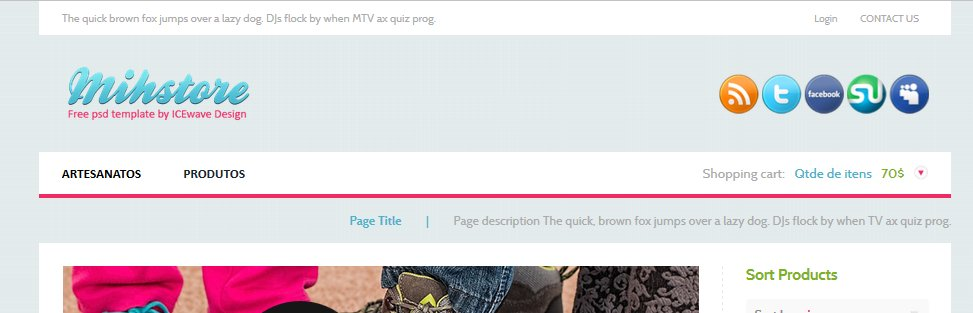 The quick brown fox jumps over a lazy dog. DJs flock by when MTV ax quiz prog.
Login CONTACT US
Mihstore
Free psd template by ICEwave Design
facebook
SU
ARTESANATOS PRODUTOS
Shopping cart: Qtde de itens 70$
Page Title | Page description The quick, brown fox jumps over a lazy dog. DJs flock by when TV ax quiz prog.
Sort Products